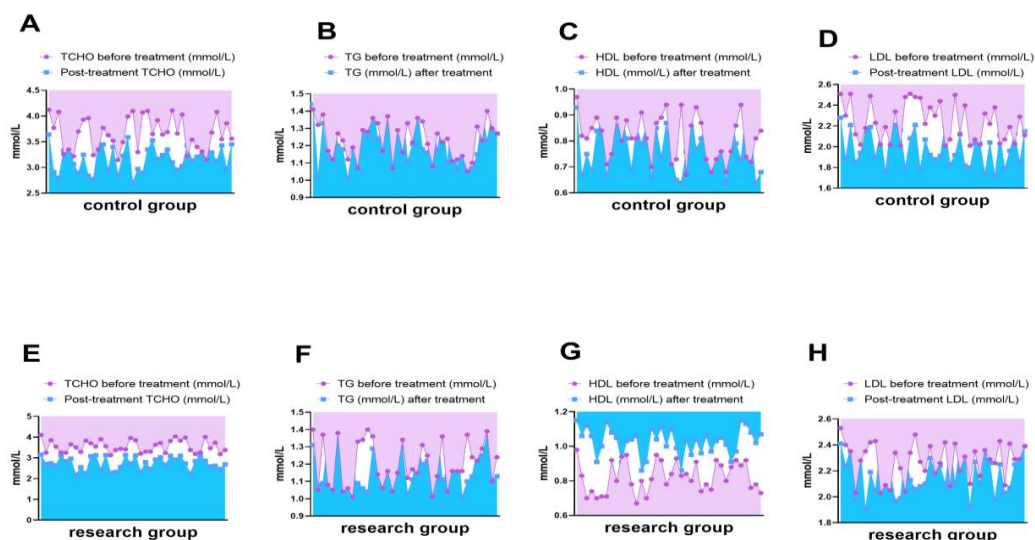 A
TCHO before treatment (mmol/L)
Post-treatment TCHO (mmol/L)
4.5
4.0
3.5
3.0
2.5
mmol/L
control group
B
TG before treatment (mmol/L)
TG (mmol/L) after treatment
1.5
1.4
1.3
1.2
1.1
1.0
0.9
mmol/L
control group
C
HDL before treatment (mmol/L)
HDL (mmol/L) after treatment
1.0
0.9
0.8
0.7
0.6
mmol/L
control group
D
LDL before treatment (mmol/L)
Post-treatment LDL (mmol/L)
2.6
2.4
2.2
2.0
1.8
1.6
mmol/L
control group
E
TCHO before treatment (mmol/L)
Post-treatment TCHO (mmol/L)
5
4
3
2
1
0
mmol/L
research group
F
TG before treatment (mmol/L)
TG (mmol/L) after treatment
1.5
1.4
1.3
1.2
1.1
1.0
0.9
mmol/L
research group
G
HDL before treatment (mmol/L)
HDL (mmol/L) after treatment
1.2
1.0
0.8
0.6
mmol/L
research group
H
LDL before treatment (mmol/L)
Post-treatment LDL (mmol/L)
2.6
2.4
2.2
2.0
1.8
mmol/L
research group